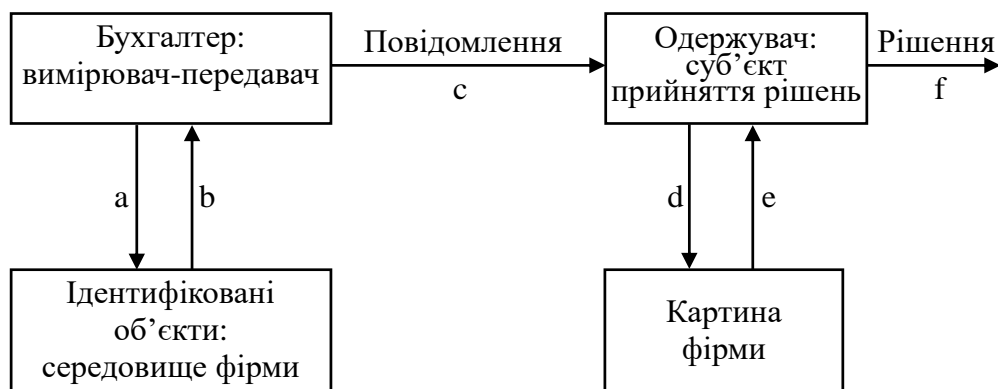 Бухгалтер:
вимірювач-передавач
Повідомлення
c
Одержувач:
суб’єкт
прийняття рішень
Рішення
f
a
b
d
e
Ідентифіковані
об’єкти:
середовище фірми
Картина
фірми